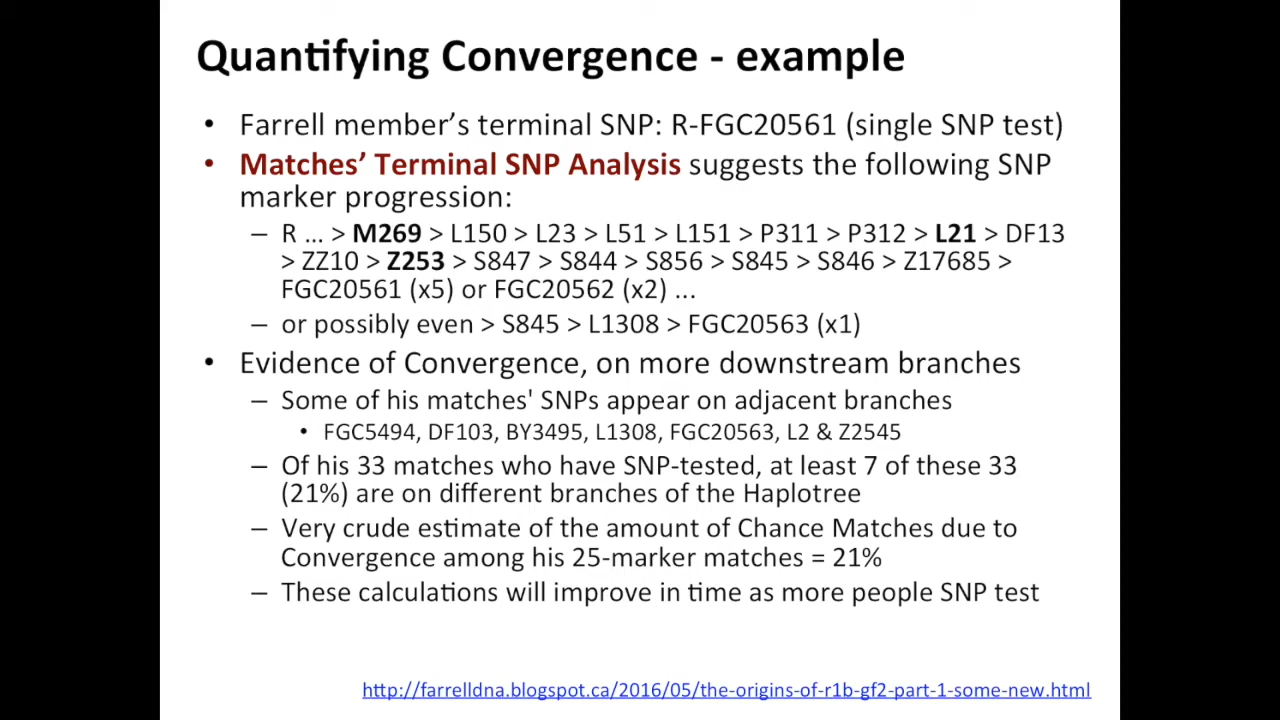 Quantifying Convergence - example
• Farrell member’s terminal SNP: R-FGC20561 (single SNP test)
• Matches’ Terminal SNP Analysis suggests the following SNP
marker progression:
– R ... > M269 > L150 > L23 > L51 > L151 > P311 > P312 > L21 > DF13
> ZZ10 > Z253 > S847 > S844 > S856 > S845 > S846 > Z17685 >
FGC20561 (x5) or FGC20562 (x2) ...
– or possibly even > S845 > L1308 > FGC20563 (x1)
• Evidence of Convergence, on more downstream branches
– Some of his matches' SNPs appear on adjacent branches
• FGC5494, DF103, BY3495, L1308, FGC20563, L2 & Z2545
– Of his 33 matches who have SNP-tested, at least 7 of these 33
(21%) are on different branches of the Haplotree
– Very crude estimate of the amount of Chance Matches due to
Convergence among his 25-marker matches = 21%
– These calculations will improve in time as more people SNP test
http://farrelldna.blogspot.ca/2016/05/the-origins-of-r1b-gf2-part-1-some-new.html